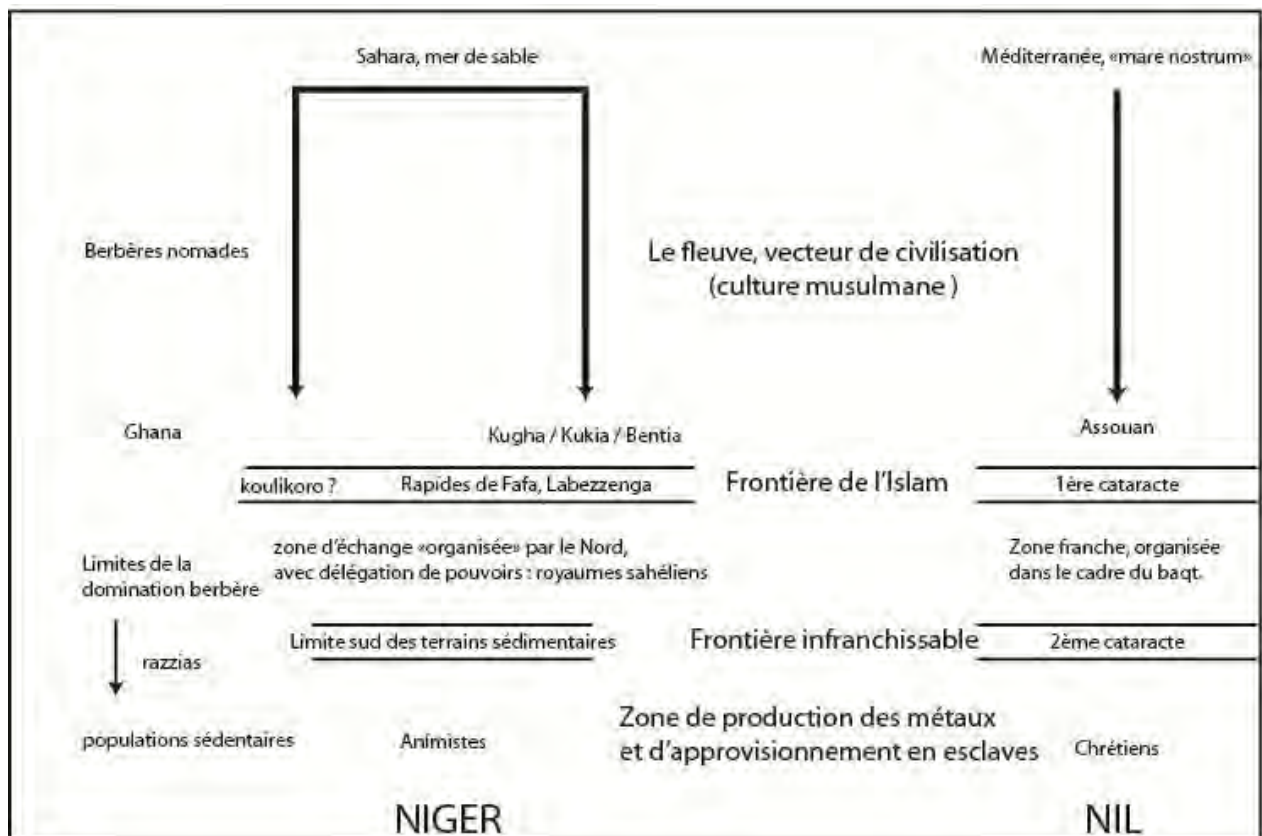 Sahara, mer de sable
Méditerranée, «mare nostrum»
Berbères nomades
Le fleuve, vecteur de civilisation
(culture musulmane )
Ghana
Kugha / Kukia / Bentia
Assouan
koulikoro ?
Rapides de Fafa, Labezzenga
Frontière de l'Islam
1ère cataracte
Limites de la
domination berbère
zone d'échange «organisée» par le Nord,
avec délégation de pouvoirs : royaumes sahéliens
Zone franche, organisée
dans le cadre du baqt.
Limite sud des terrains sédimentaires
Frontière infranchissable
2ème cataracte
razzias
populations sédentaires
Animistes
Zone de production des métaux
et d'approvisionnement en esclaves
Chrétiens
NIGER
NIL